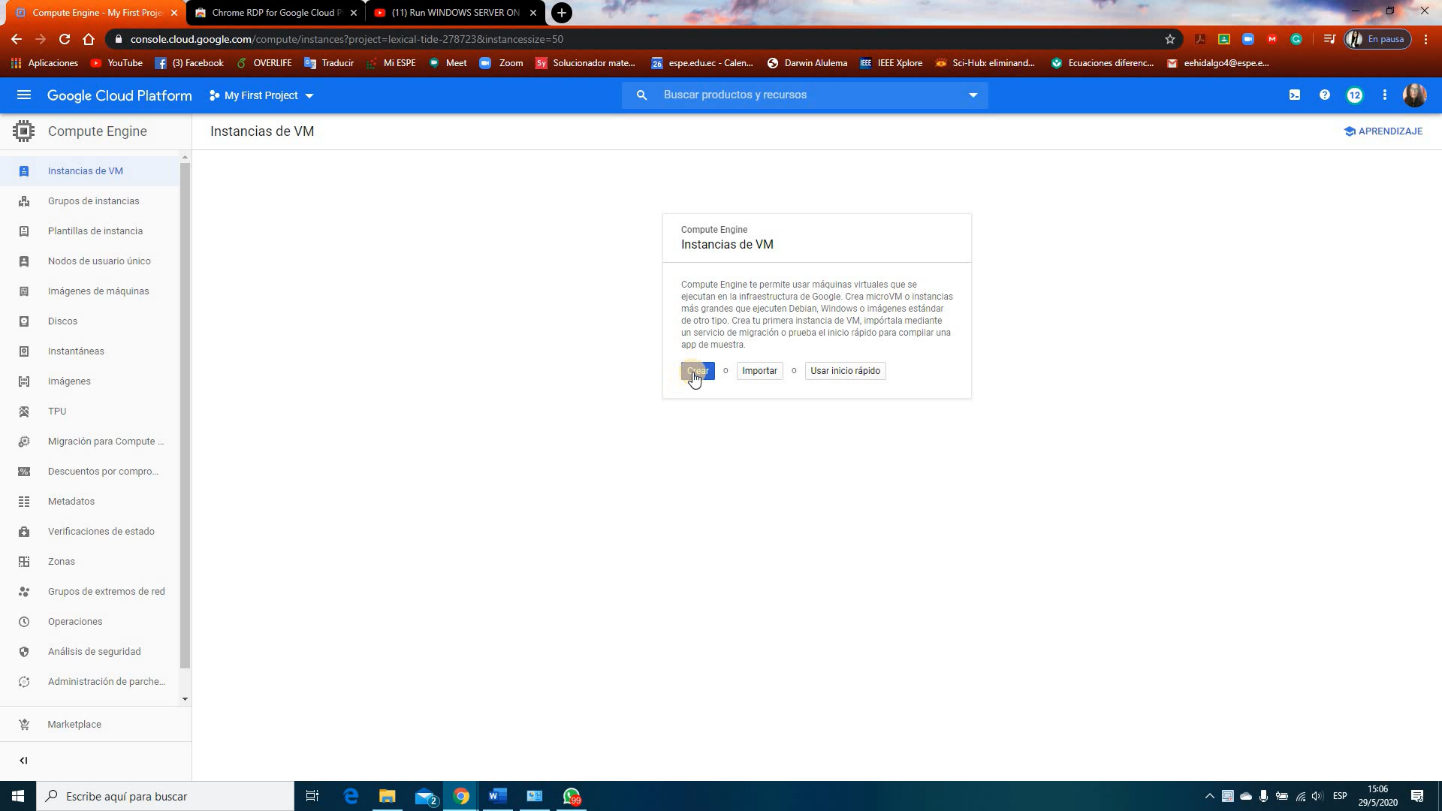 Compute Engine - My First Proje
Chrome RDP for Google Cloud P
(11) Run WINDOWS SERVER ON
console.cloud.google.com/compute/instances?project=lexical-tide-278723&instancessize=50
En pausa
Aplicaciones
YouTube
(3) Facebook
OVERLIFE
Traducir
Mi ESPE
Meet
Zoom
Sy Solucionador mate...
26 espe.edu.ec - Calen...
Darwin Alulema
IEEE Xplore
Sci-Hub: eliminand...
Ecuaciones diferenc...
eehidalgo4@espe.e...
Google Cloud Platform
My First Project
Buscar productos y recursos
12
Compute Engine
Instancias de VM
APRENDIZAJE
Instancias de VM
Grupos de instancias
Plantillas de instancia
Nodos de usuario único
Imágenes de máquinas
Discos
Instantáneas
Imágenes
TPU
Migración para Compute ...
Descuentos por compro...
Metadatos
Verificaciones de estado
Zonas
Grupos de extremos de red
Operaciones
Análisis de seguridad
Administración de parche...
Marketplace
Compute Engine
Instancias de VM
Compute Engine te permite usar máquinas virtuales que se
ejecutan en la infraestructura de Google. Crea microVM o instancias
más grandes que ejecuten Debian, Windows o imágenes estándar
de otro tipo. Crea tu primera instancia de VM, impórtala mediante
un servicio de migración o prueba el inicio rápido para compilar una
app de muestra.
Crear o Importar o Usar inicio rápido
Escribe aquí para buscar
2
99
ESP
15:06
29/5/2020